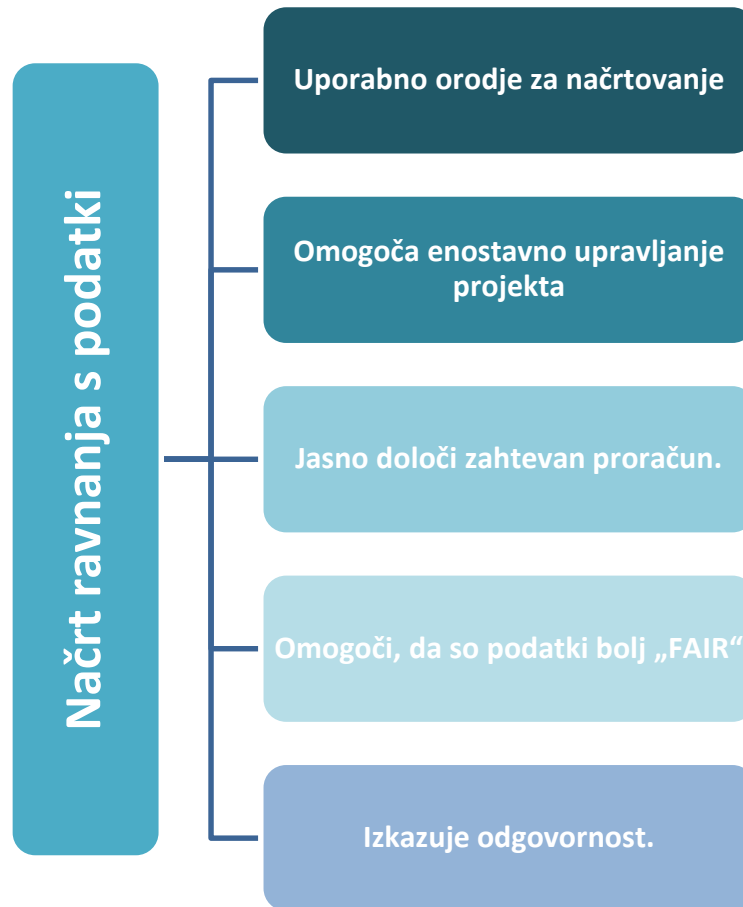 Načrt ravnanja s podatki
Uporabno orodje za načrtovanje
Omogoča enostavno upravljanje
projekta
Jasno določi zahtevan proračun.
Omogoči, da so podatki bolj „FAIR“
Izkazuje odgovornost.